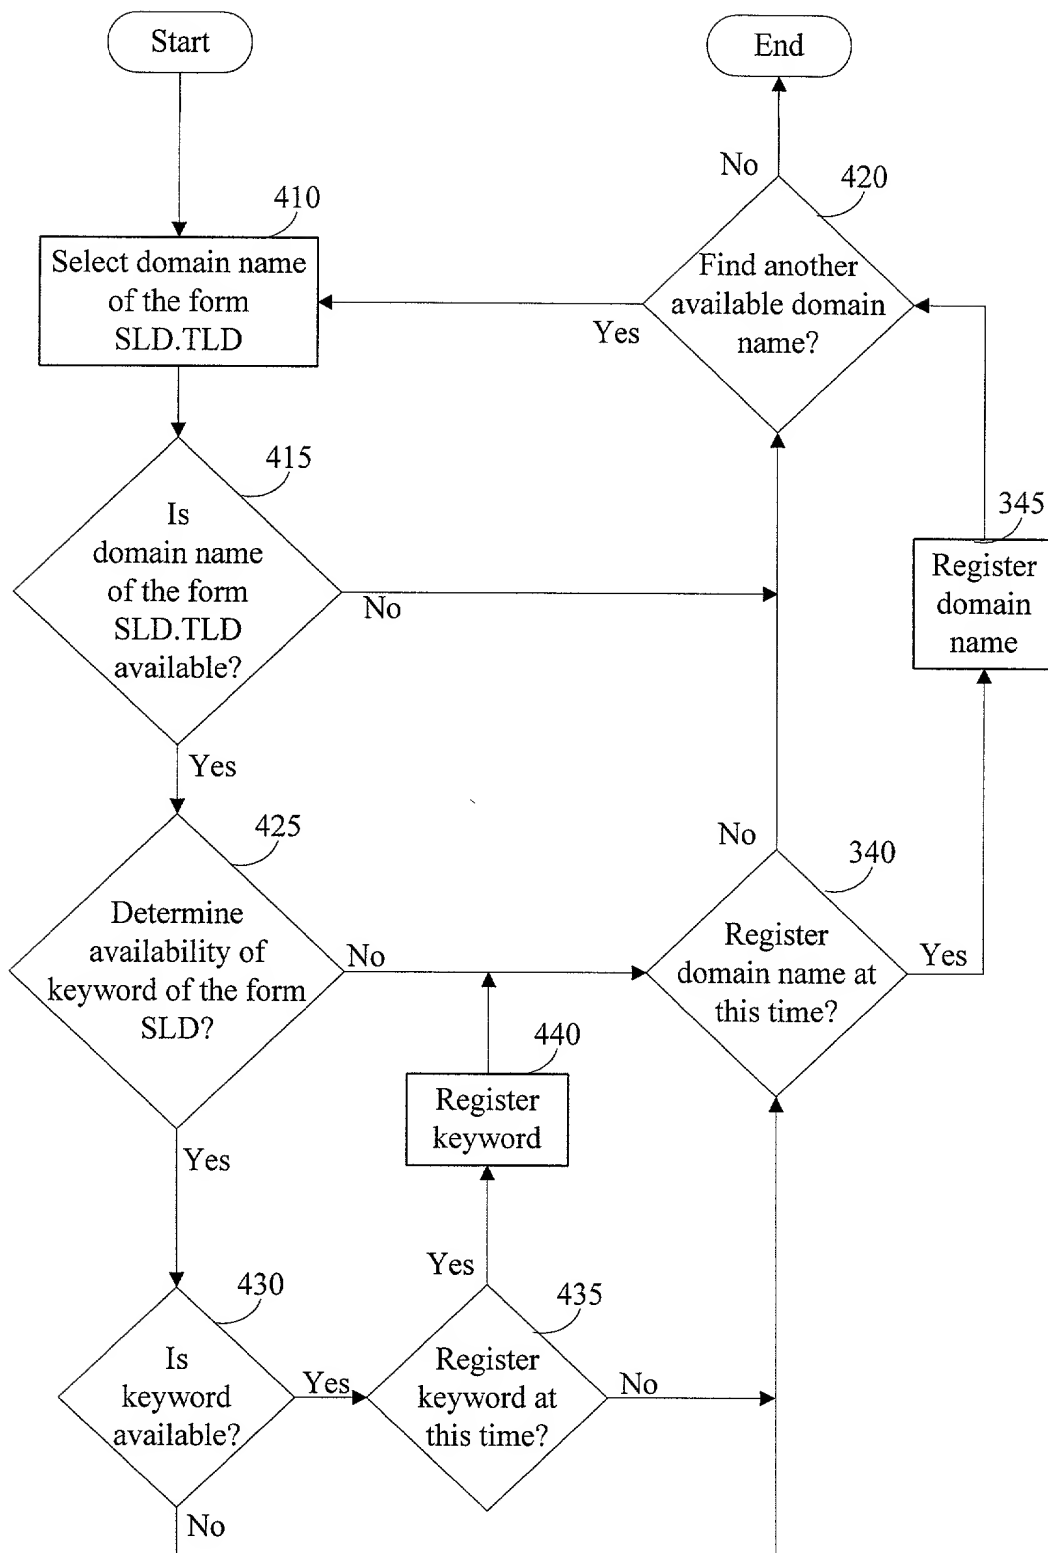 Start
End
No
420
410
Select domain name
of the form
SLD.TLD
Find another
available domain
name?
Yes
415
Is
domain name
of the form
SLD.TLD
available?
No
345
Register
domain
name
Yes
425
Determine
availability of
keyword of the form
SLD?
No
No
340
Register
domain name at
this time?
Yes
440
Register
keyword
Yes
Yes
430
Is
keyword
available?
Yes
435
Register
keyword at
this time?
No
No